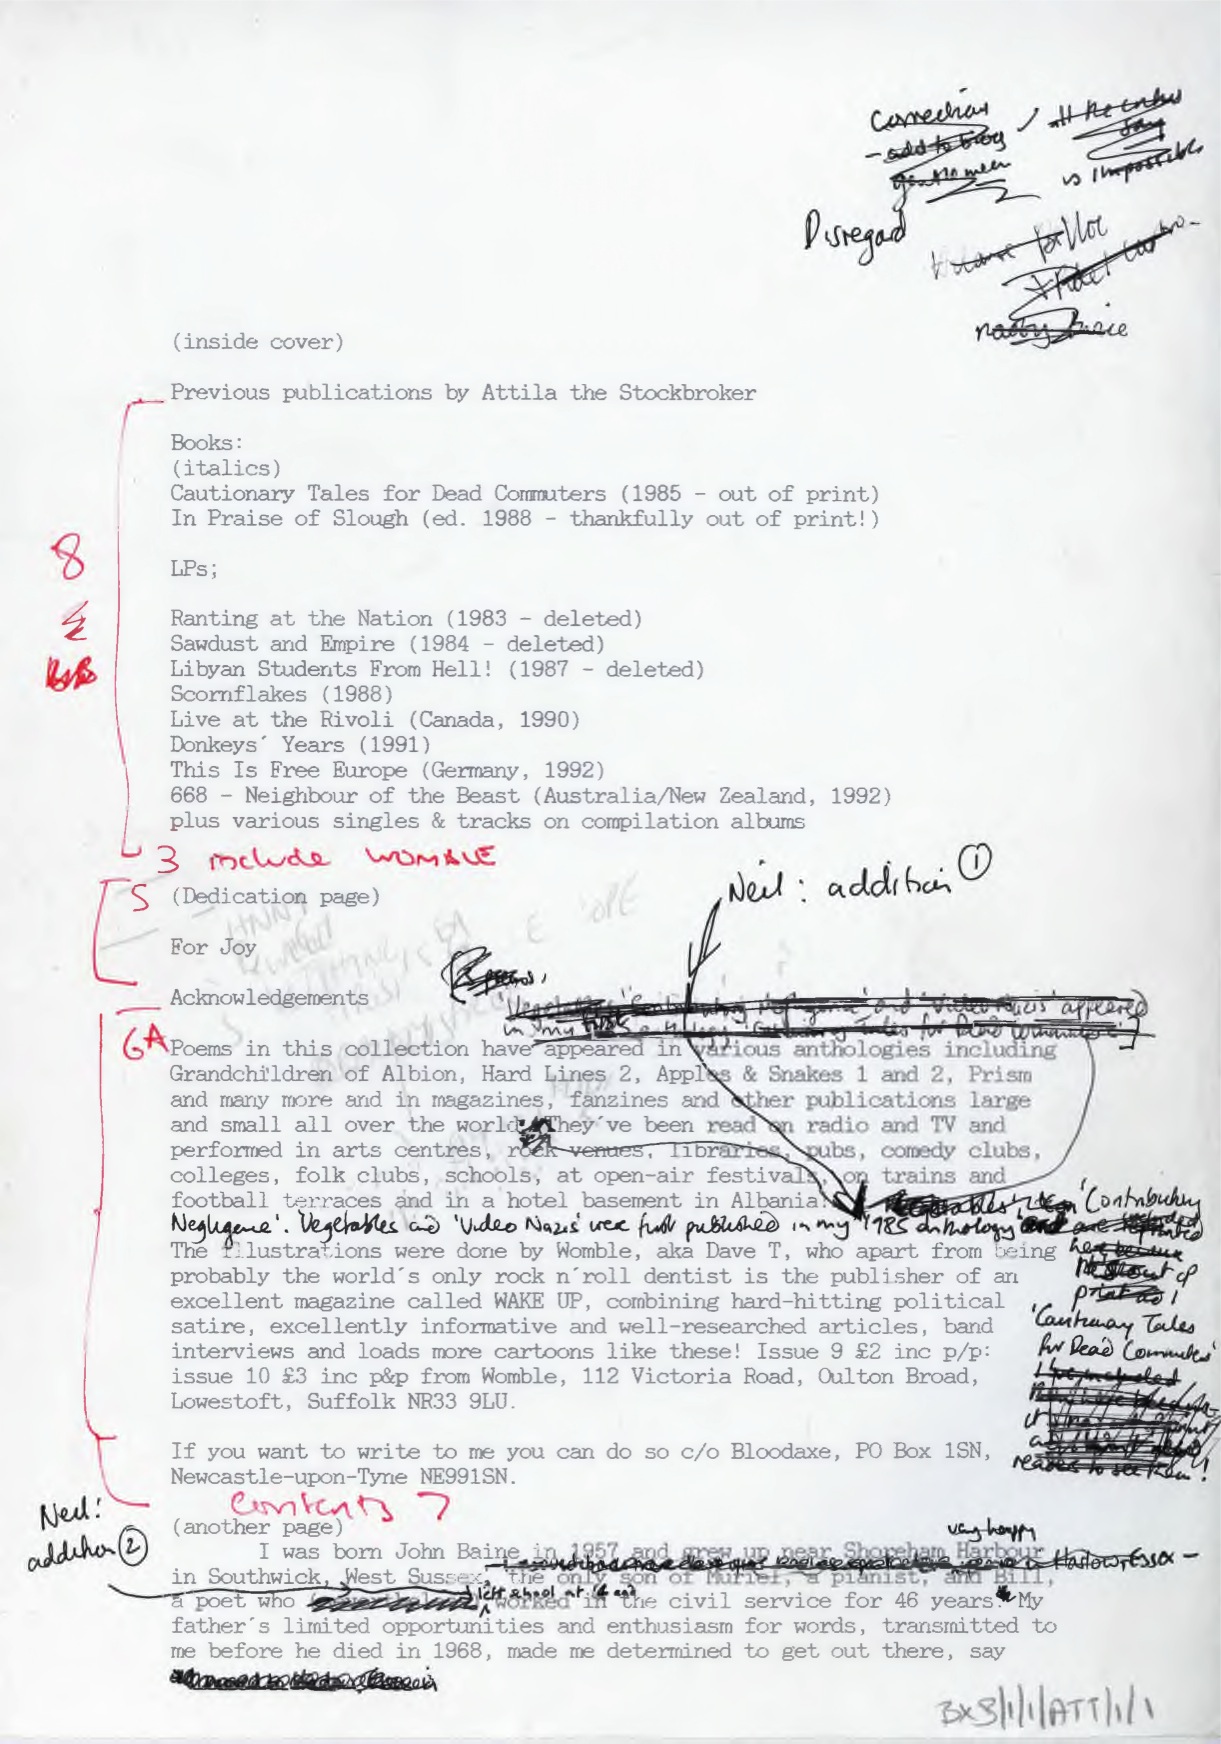 Correction
- add to biog
is impossible
Disregard
(inside cover)
Previous publications by Attila the Stockbroker
Books:
(italics)
Cautionary Tales for Dead Commuters (1985 - out of print)
In Praise of Slough (ed. 1988 - thankfully out of print!)
8
LPs;
Ranting at the Nation (1983 - deleted)
Sawdust and Empire (1984 - deleted)
Libyan Students From Hell! (1987 - deleted)
Scornflakes (1988)
Live at the Rivoli (Canada, 1990)
Donkeys´ Years (1991)
This Is Free Europe (Germany, 1992)
668 - Neighbour of the Beast (Australia/New Zealand, 1992)
plus various singles & tracks on compilation albums
3 include WOMBLE
Neil: addition 1
5 (Dedication page)
For Joy
Acknowledgements
'Video Nazis' appeared
in my first
6A
Poems in this collection have appeared in various anthologies including
Grandchildren of Albion, Hard Lines 2, Apples & Snakes 1 and 2, Prism
and many more and in magazines, fanzines and other publications large
and small all over the world. They´ve been read on radio and TV and
performed in arts centres, rock venues, libraries, pubs, comedy clubs,
colleges, folk clubs, schools, at open-air festivals, on trains and
football terraces and in a hotel basement in Albania. 'Contributory
Negligence'. Vegetables and 'Video Nazis' were first published in my 1985 anthology
The illustrations were done by Womble, aka Dave T, who apart from being
probably the world´s only rock n´roll dentist is the publisher of an
excellent magazine called WAKE UP, combining hard-hitting political
satire, excellently informative and well-researched articles, band
interviews and loads more cartoons like these! Issue 9 £2 inc p/p:
issue 10 £3 inc p&p from Womble, 112 Victoria Road, Oulton Broad,
Lowestoft, Suffolk NR33 9LU.
'Cautionary Tales
for Dead Commuters'
readers to see them!
If you want to write to me you can do so c/o Bloodaxe, PO Box 1SN,
Newcastle-upon-Tyne NE991SN.
Contents 7
Neil:
addition 2
(another page)
very happy
I was born John Baine in 1957 and grew up near Shoreham Harbour
Harlow, Essex -
in Southwick, West Sussex, the only son of Muriel, a pianist, and Bill,
left school at 14 and
a poet who worked in the civil service for 46 years. My
father´s limited opportunities and enthusiasm for words, transmitted to
me before he died in 1968, made me determined to get out there, say
BXB/1/1/ATT/1/1